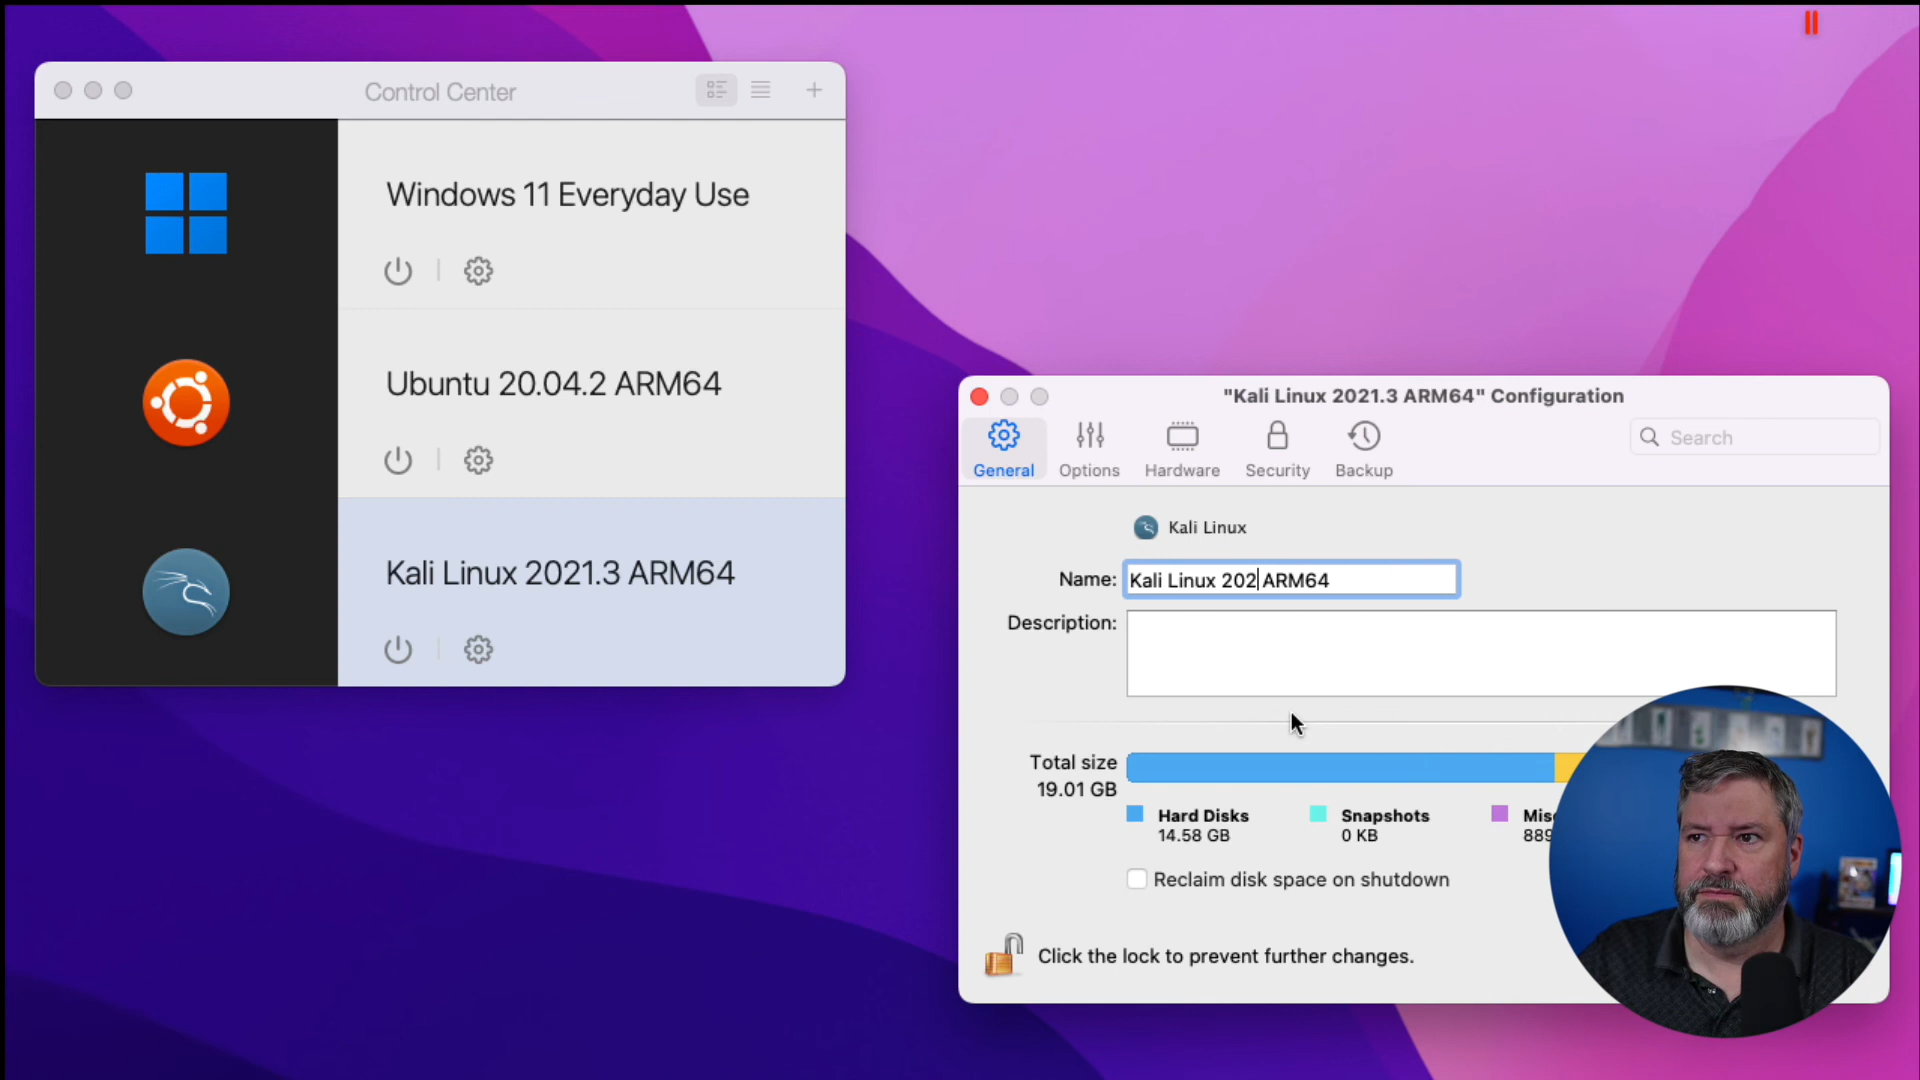 Control Center
Windows 11 Everyday Use
Ubuntu 20.04.2 ARM64
Kali Linux 2021.3 ARM64
"Kali Linux 2021.3 ARM64" Configuration
General
Options
Hardware
Security
Backup
Search
Kali Linux
Name: Kali Linux 202 ARM64
Description:
Total size
19.01 GB
Hard Disks
14.58 GB
Snapshots
0 KB
Reclaim disk space on shutdown
Click the lock to prevent further changes.